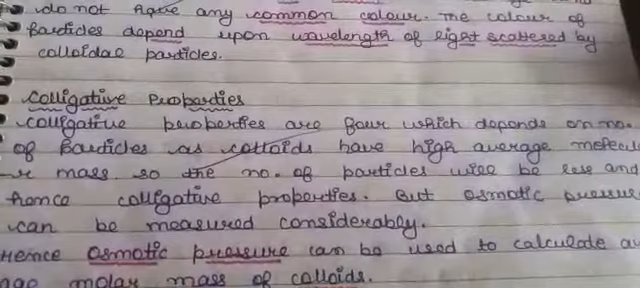 do not have any common colour. The colour of
particles depend upon wavelength of light scattered by
colloidae particles.
Colligative Properties
colligative properties are four which depends on no.
of particles as colloids have high average molecul
r mass. so the no. of particles will be less and
hence colligative properties. But osmotic pressure
can be measured considerably.
Hence osmotic pressure can be used to calculate av
age molar mass of colloids.